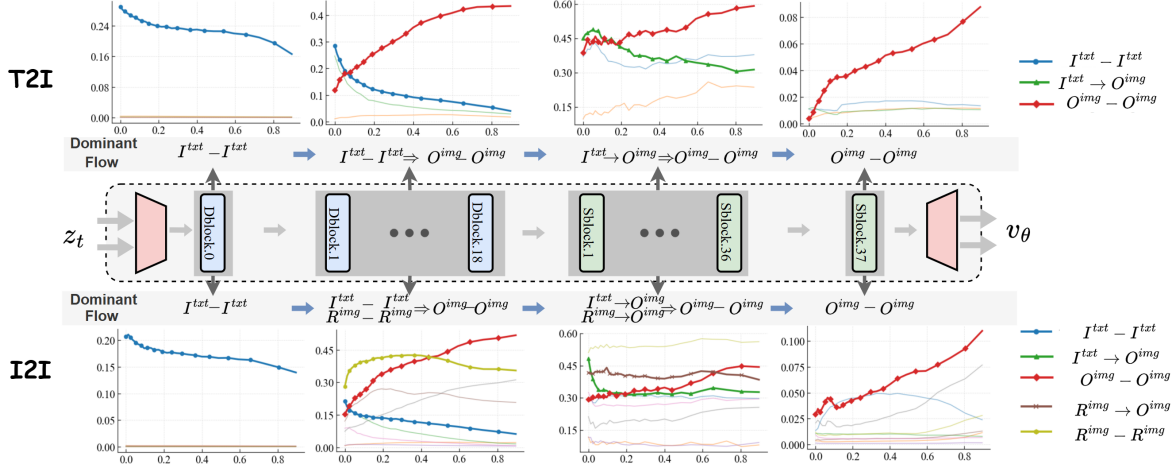 T2I
0.24
0.16
0.08
0.00
0.0 0.2 0.4 0.6 0.8
0.4
0.3
0.2
0.1
0.0
0.0 0.2 0.4 0.6 0.8
0.60
0.45
0.30
0.15
0.0 0.2 0.4 0.6 0.8
0.08
0.06
0.04
0.02
0.00
0.0 0.2 0.4 0.6 0.8
I^{txt} − I^{txt}
I^{txt} → O^{img}
O^{img} − O^{img}
Dominant
Flow
I^{txt} − I^{txt}
I^{txt} − I^{txt} ⇒ O^{img} − O^{img}
I^{txt} → O^{img} ⇒ O^{img} − O^{img}
O^{img} − O^{img}
z_t
Dblock.0
Dblock.1
Dblock.18
Sblock.1
Sblock.36
Sblock.37
v_θ
Dominant
Flow
I^{txt} − I^{txt}
I^{txt} − I^{txt}
R^{img} − R^{img} ⇒ O^{img} − O^{img}
I^{txt} → O^{img}
R^{img} → O^{img} ⇒ O^{img} − O^{img}
O^{img} − O^{img}
I2I
0.20
0.15
0.10
0.05
0.00
0.0 0.2 0.4 0.6 0.8
0.45
0.30
0.15
0.00
0.0 0.2 0.4 0.6 0.8
0.60
0.45
0.30
0.15
0.0 0.2 0.4 0.6 0.8
0.100
0.075
0.050
0.025
0.000
0.0 0.2 0.4 0.6 0.8
I^{txt} − I^{txt}
I^{txt} → O^{img}
O^{img} − O^{img}
R^{img} → O^{img}
R^{img} − R^{img}